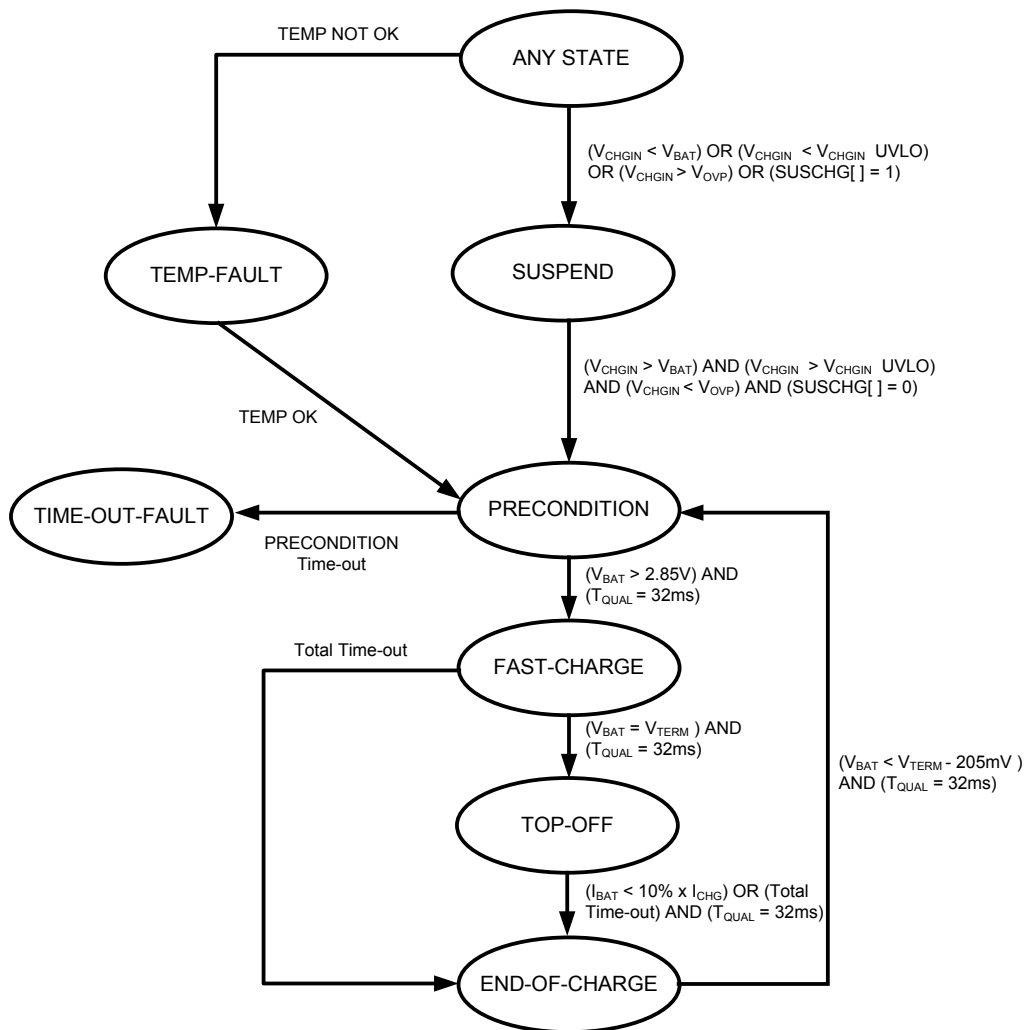 TEMP NOT OK
ANY STATE
(VCHGIN < VBAT) OR (VCHGIN < VCHGIN UVLO)
OR (VCHGIN > VOVP) OR (SUSCHG[ ] = 1)
TEMP-FAULT
SUSPEND
(VCHGIN > VBAT) AND (VCHGIN > VCHGIN UVLO)
AND (VCHGIN < VOVP) AND (SUSCHG[ ] = 0)
TEMP OK
TIME-OUT-FAULT
PRECONDITION
PRECONDITION
Time-out
(VBAT > 2.85V) AND
(TQUAL = 32ms)
Total Time-out
FAST-CHARGE
(VBAT = VTERM ) AND
(TQUAL = 32ms)
(VBAT < VTERM - 205mV )
AND (TQUAL = 32ms)
TOP-OFF
(IBAT < 10% x ICHG) OR (Total
Time-out) AND (TQUAL = 32ms)
END-OF-CHARGE